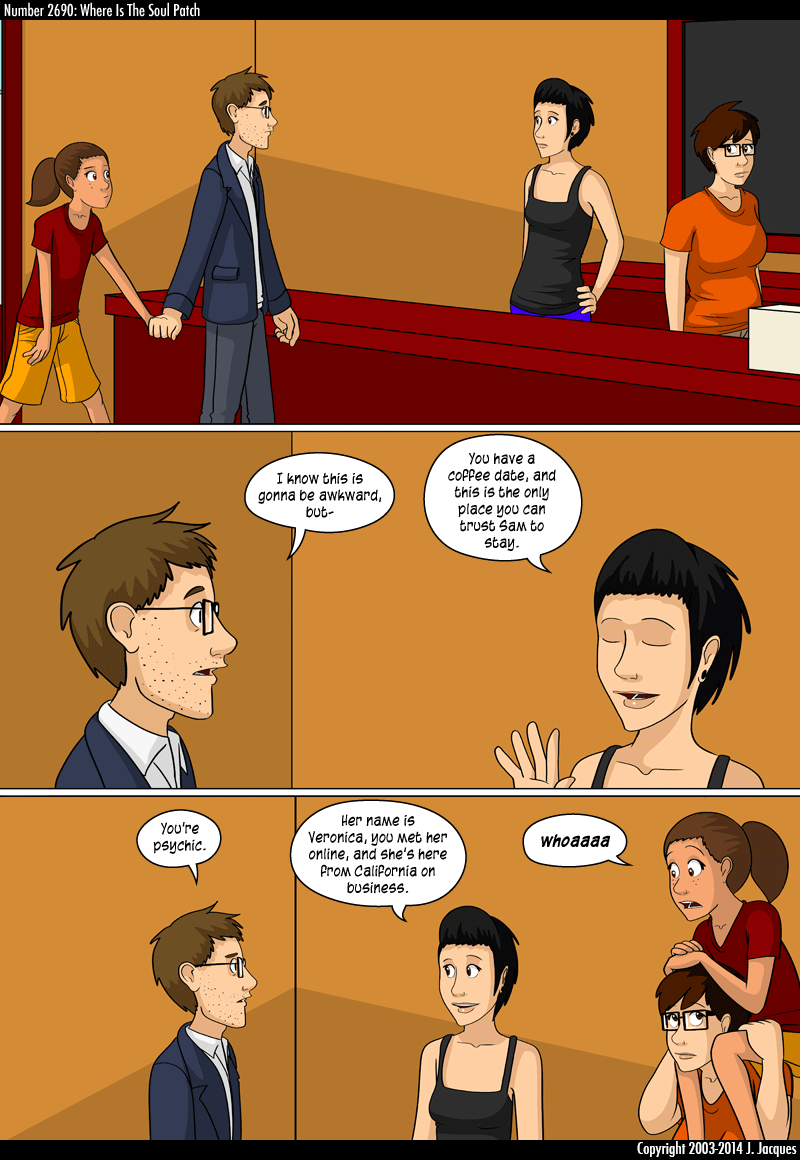 Number 2690: Where Is The Soul Patch
I know this is
gonna be awkward,
but-
You have a
coffee date, and
this is the only
place you can
trust Sam to
stay.
You're
psychic.
Her name is
Veronica, you met her
online, and she's here
from California on
business.
whoaaaa
Copyright 2003-2014 J. Jacques